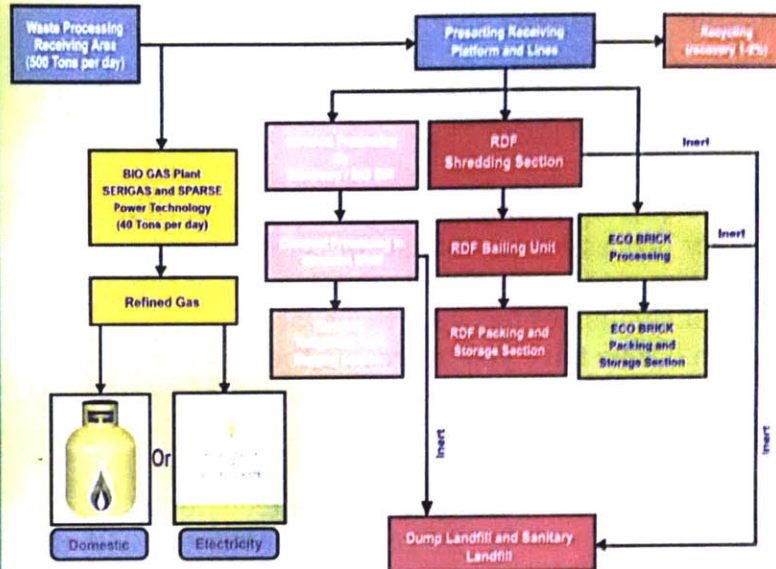 Waste Processing
Receiving Area
(500 Tons per day)
Presorting Receiving
Platform and Lines
Recycling
(recovery
BIO GAS Plant
SERIGAS and SPARSE
Power Technology
(40 Tons per day)
Processing
RDF
Shredding Section
Inert
Processing
RDF Bailing Unit
ECO BRICK
Processing
Inert
Refined Gas
RDF Packing and
Storage Section
ECO BRICK
Packing and
Storage Section
Or
Inert
Inert
Domestic
Electricity
Dump Landfill and Sanitary
Landfill